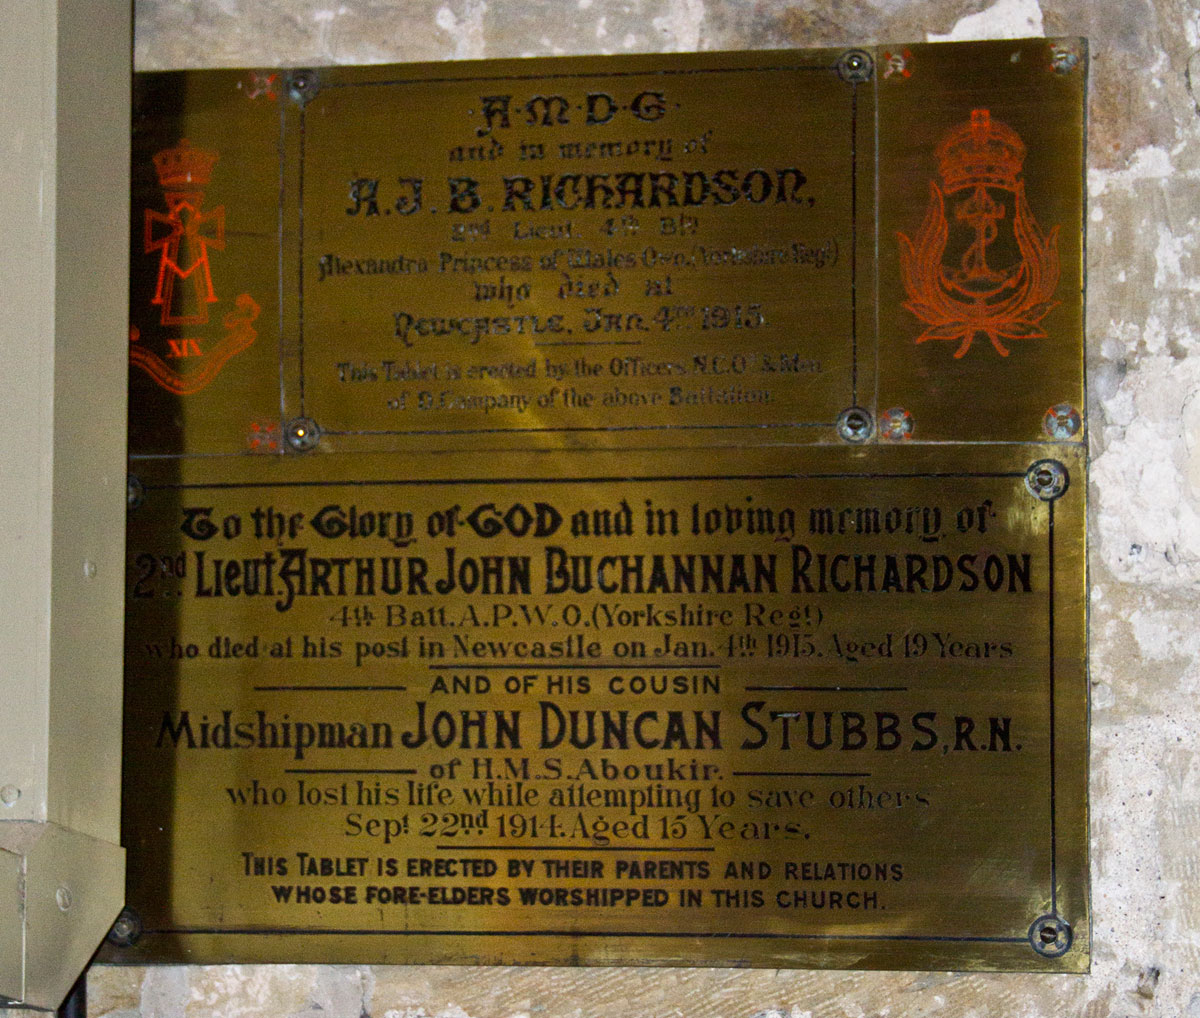 A·M·D·G·
and in memory of
A.J.B. RICHARDSON,
2nd Lieut. 4th Bn
Alexandra Princess of Wales Own.(Yorkshire Regt)
who died at
NEWCASTLE, JAN. 4TH 1915.
This Tablet is erected by the Officers N.C.Os & Men
of D. Company of the above Battalion.
XIX
To the Glory of GOD and in loving memory of
2nd Lieut. ARTHUR JOHN BUCHANNAN RICHARDSON
4th Batt. A.P.W.O. (Yorkshire Regt)
who died at his post in Newcastle on Jan. 4th 1915. Aged 19 Years
AND OF HIS COUSIN
Midshipman JOHN DUNCAN STUBBS, R.N.
of H.M.S. Aboukir.
who lost his life while attempting to save others
Sept. 22nd 1914. Aged 15 Years.
THIS TABLET IS ERECTED BY THEIR PARENTS AND RELATIONS
WHOSE FORE-ELDERS WORSHIPPED IN THIS CHURCH.